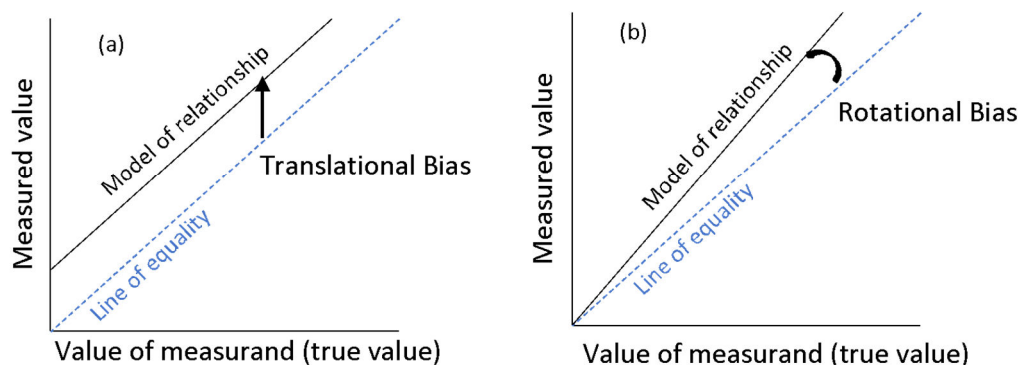 (a)
Measured value
Model of relationship
Translational Bias
Line of equality
Value of measurand (true value)
(b)
Measured value
Model of relationship
Rotational Bias
Line of equality
Value of measurand (true value)